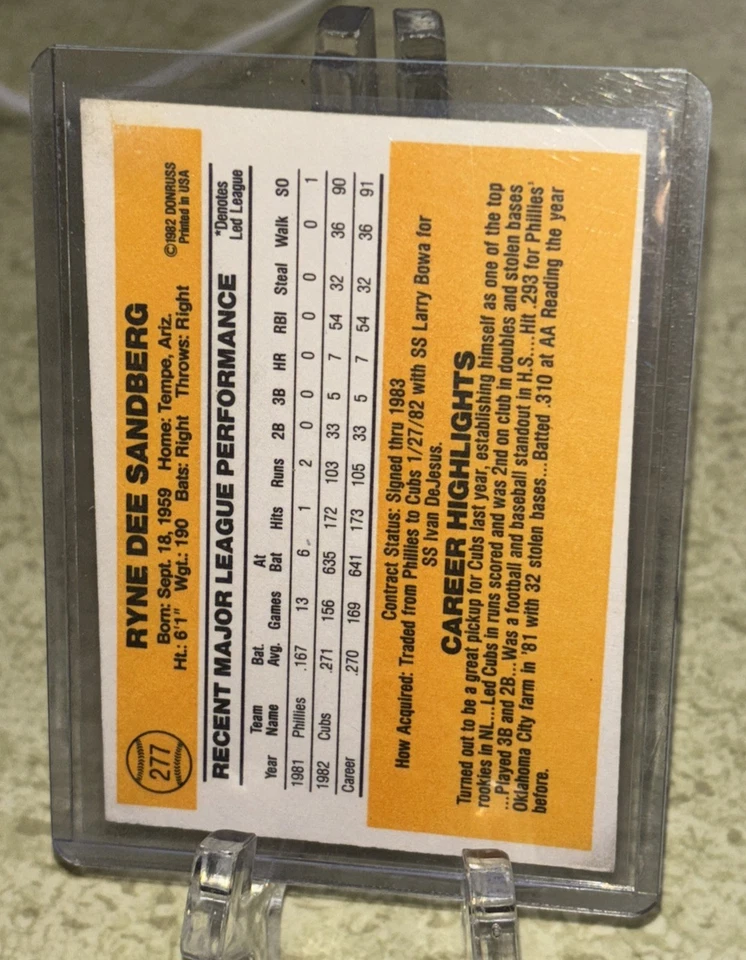 277
RYNE DEE SANDBERG
Born: Sept. 18, 1959 Home: Tempe, Ariz.
Ht.: 6'1" Wgt.: 190 Bats: Right Throws: Right
©1982 DONRUSS
Printed in USA
RECENT MAJOR LEAGUE PERFORMANCE
*Denotes
Led League
Year Team Name Bat. Avg. Games At Bat Hits Runs 2B 3B HR RBI Steal Walk SO
1981 Phillies .167 13 6 1 2 0 0 0 0 0 0 1
1982 Cubs .271 156 635 172 103 33 5 7 54 32 36 90
Career .270 169 641 173 105 33 5 7 54 32 36 91
Contract Status: Signed thru 1983
How Acquired: Traded from Phillies to Cubs 1/27/82 with SS Larry Bowa for
SS Ivan DeJesus.
CAREER HIGHLIGHTS
Turned out to be a great pickup for Cubs last year, establishing himself as one of the top
rookies in NL...Led Cubs in runs scored and was 2nd on club in doubles and stolen bases
...Played 3B and 2B...Was a football and baseball standout in H.S....Hit .293 for Phillies'
Oklahoma City farm in '81 with 32 stolen bases...Batted .310 at AA Reading the year
before.